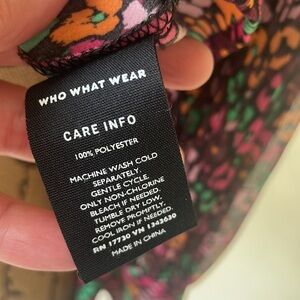 WHO WHAT WEAR
CARE INFO
100% POLYESTER
MACHINE WASH COLD
SEPARATELY.
GENTLE CYCLE.
ONLY NON-CHLORINE
BLEACH IF NEEDED.
TUMBLE DRY LOW,
REMOVE PROMPTLY.
COOL IRON IF NEEDED.
RN 17730 VN 1343630
MADE IN CHINA